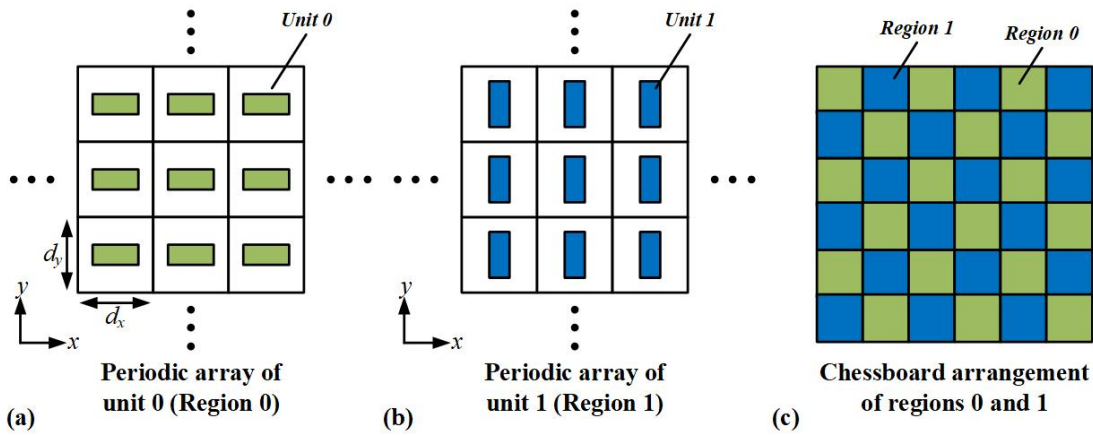 Unit 0
Unit 1
Region 1
Region 0
d_y
d_x
y
x
y
x
Periodic array of
unit 0 (Region 0)
(a)
Periodic array of
unit 1 (Region 1)
(b)
Chessboard arrangement
of regions 0 and 1
(c)